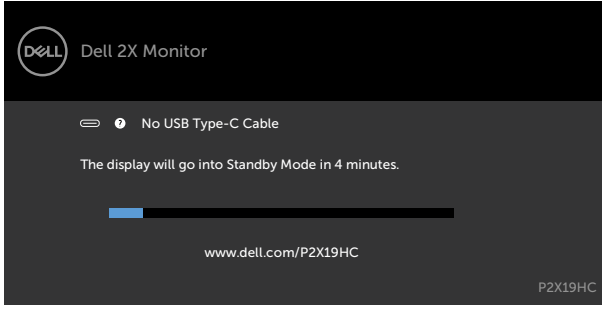 DELL
Dell 2X Monitor
? No USB Type-C Cable
The display will go into Standby Mode in 4 minutes.
www.dell.com/P2X19HC
P2X19HC